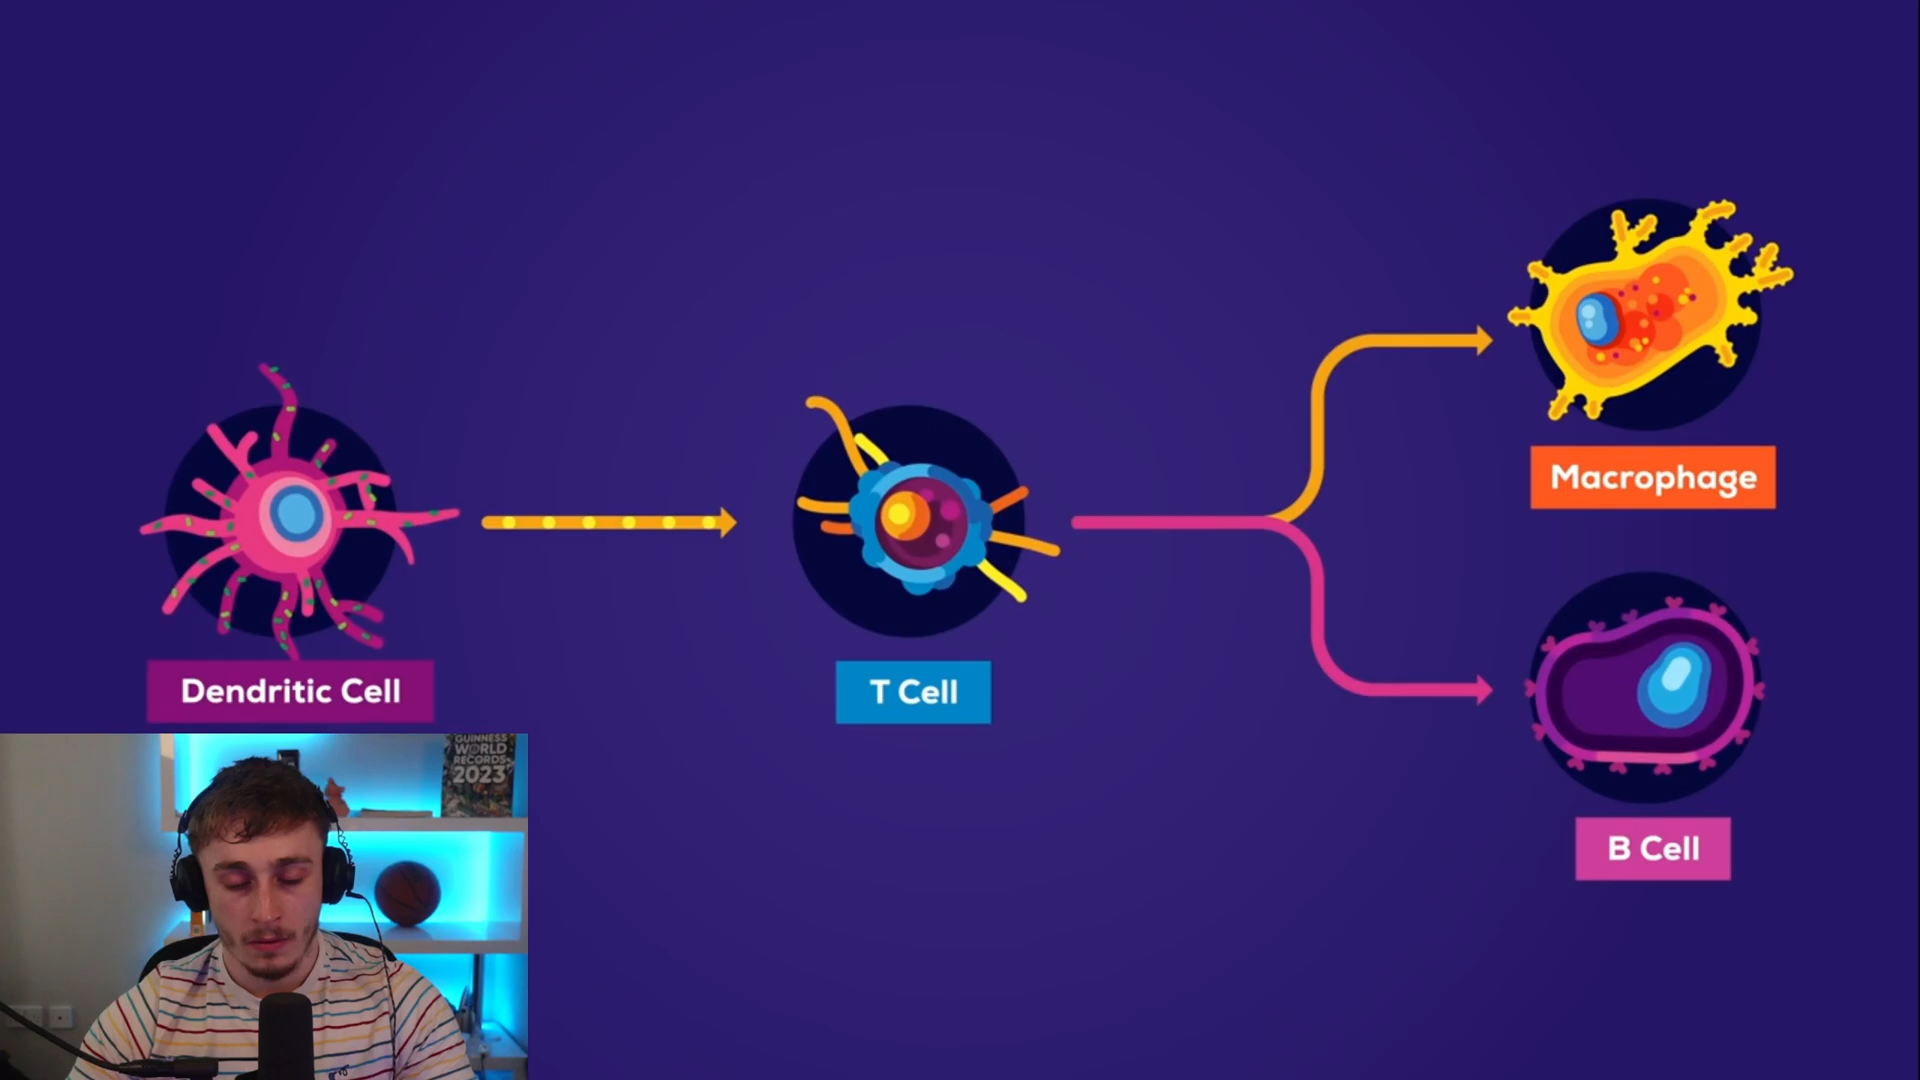 Macrophage
Dendritic Cell
T Cell
B Cell
GUINNESS
WORLD
RECORDS
2023